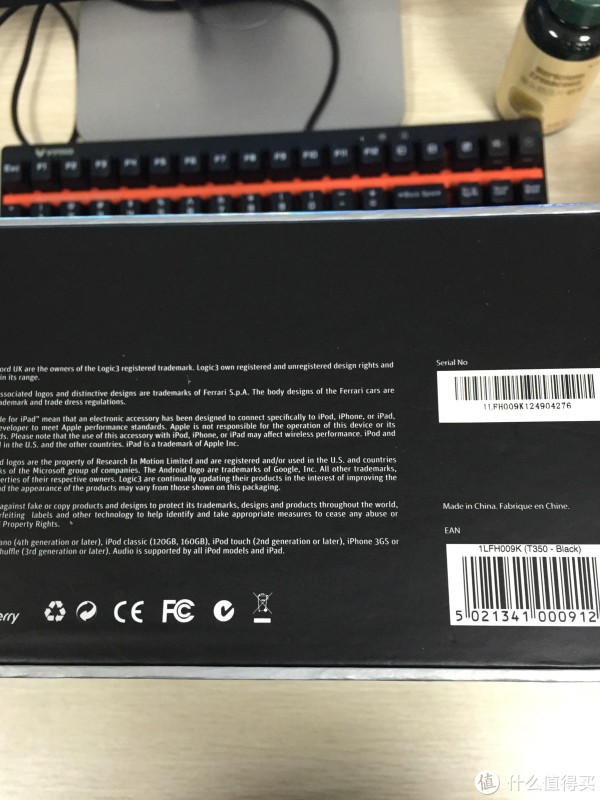 Esc F1 F2 F3 F4 F5 F6 F7 F8 F9 F10 F11 F12
ord UK are the owners of the Logic3 registered trademark. Logic3 own registered and unregistered design rights and
in its range.
ssociated logos and distinctive designs are trademarks of Ferrari S.p.A. The body designs of the Ferrari cars are
ademark and trade dress regulations.
de for iPad" mean that an electronic accessory has been designed to connect specifically to iPod, iPhone, or iPad,
eveloper to meet Apple performance standards. Apple is not responsible for the operation of this device or its
ds. Please note that the use of this accessory with iPod, iPhone, or iPad may affect wireless performance. iPod and
l in the U.S. and the other countries. iPad is a trademark of Apple Inc.
d logos are the property of Research In Motion Limited and are registered and/or used in the U.S. and countries
ks of the Microsoft group of companies. The Android logo are trademarks of Google, Inc. All other trademarks,
erties of their respective owners. Logic3 are continually updating their products in the interest of improving the
nd the appearance of the products may vary from those shown on this packaging.
against fake or copy products and designs to protect its trademarks, designs and products throughout the world,
rfeiting labels and other technology to help identify and take appropriate measures to cease any abuse or
Property Rights.
ano (4th generation or later), iPod classic (120GB, 160GB), iPod touch (2nd generation or later), iPhone 3GS or
huffle (3rd generation or later). Audio is supported by all iPod models and iPad.
erry
CE FC
Serial No
1LFH009K124904276
Made in China. Fabrique en Chine.
EAN
1LFH009K (T350 - Black)
5 021341 000912
值 什么值得买